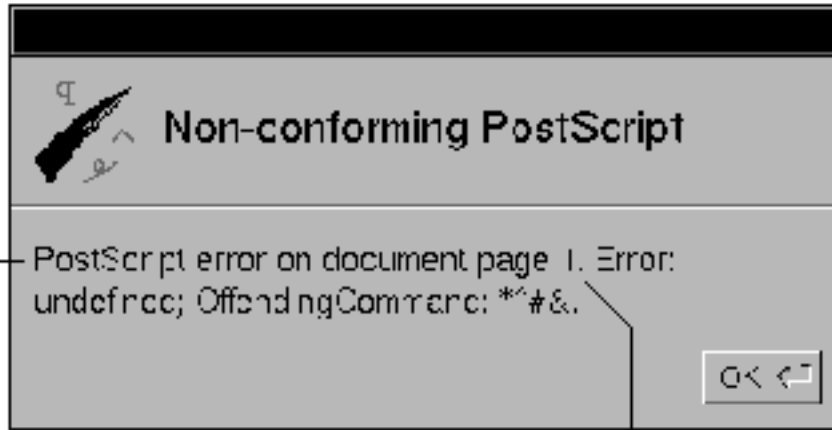 Non-conforming PostScript
PostScript error on document page 1. Error:
undefined; OffendingCommand: *^#&.
OK